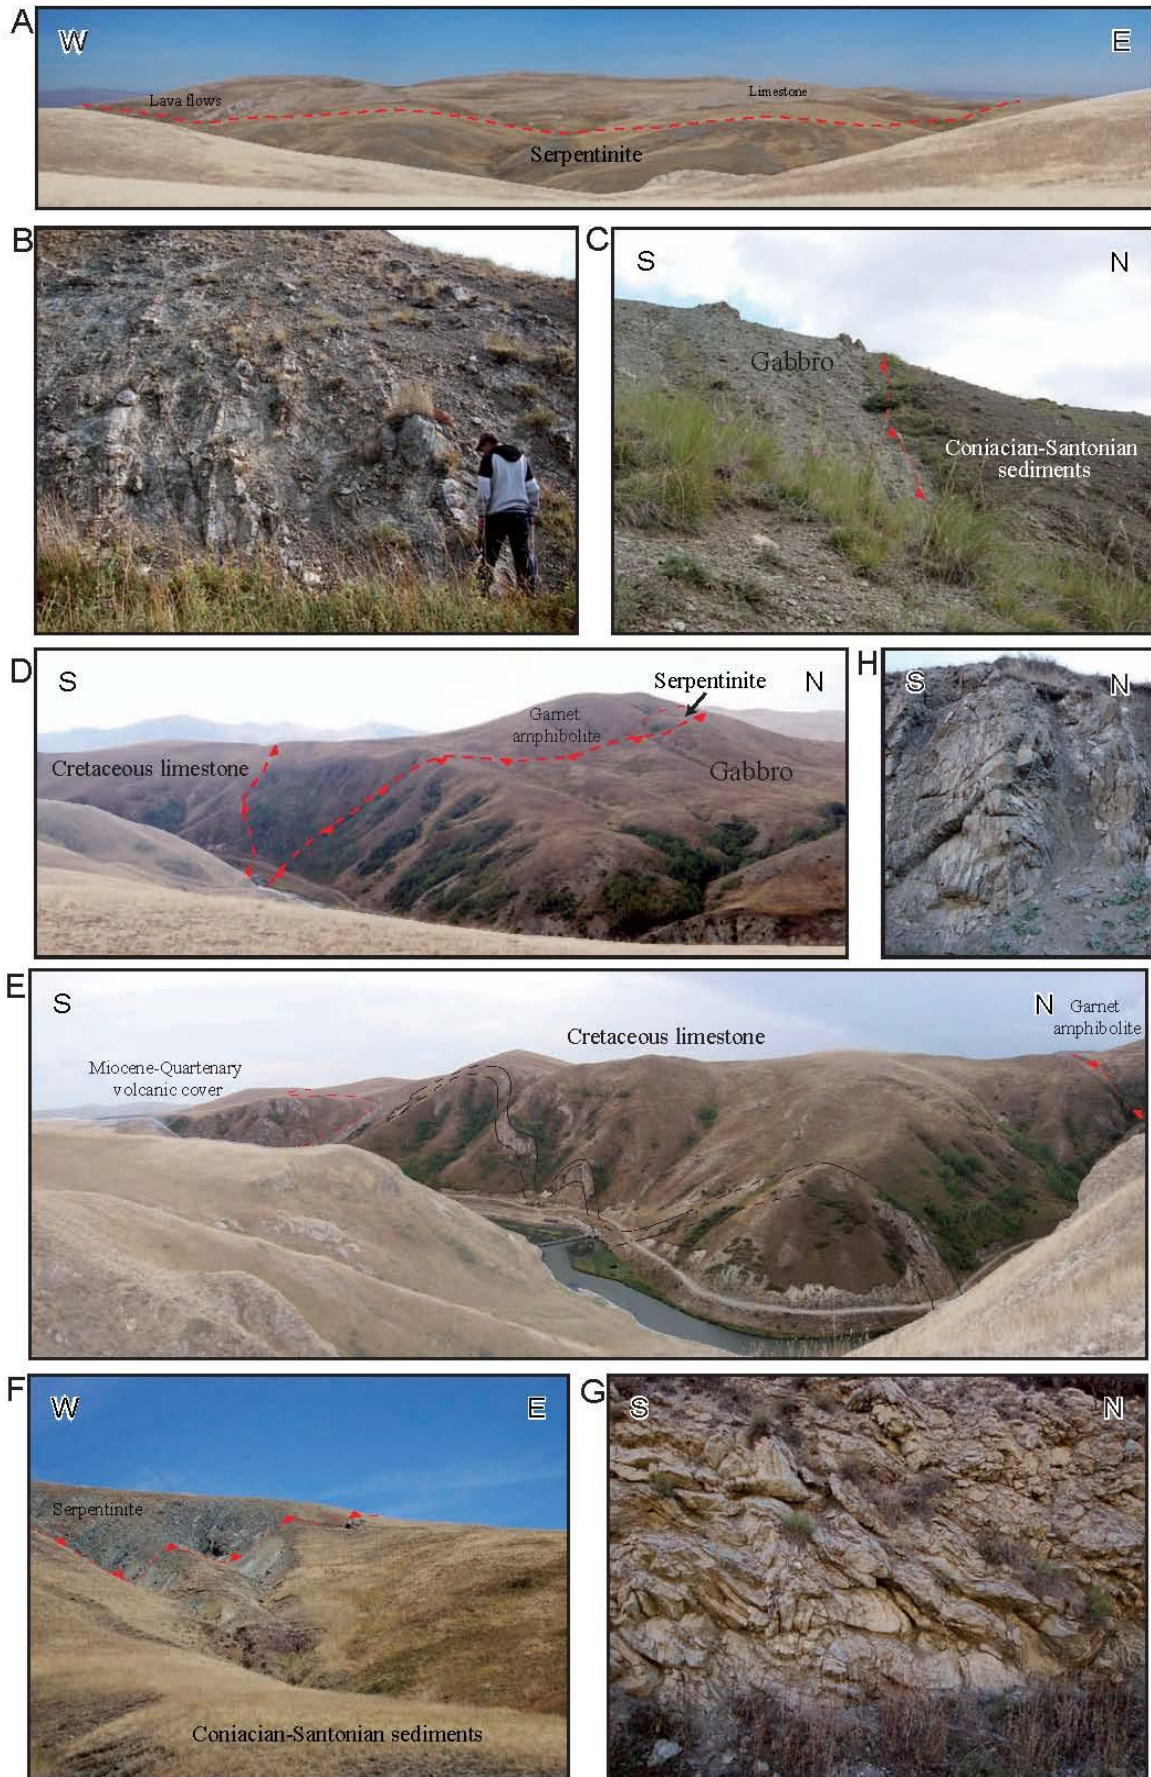 A
W
E
Lava flows
Limestone
Serpentinite
B
C
S
N
Gabbro
Coniacian-Santonian
sediments
D
S
N
Serpentinite
Garnet
amphibolite
Cretaceous limestone
Gabbro
H
S
N
E
S
N
Garnet
amphibolite
Cretaceous limestone
Miocene-Quartenary
volcanic cover
F
W
E
Serpentinite
Coniacian-Santonian sediments
G
S
N